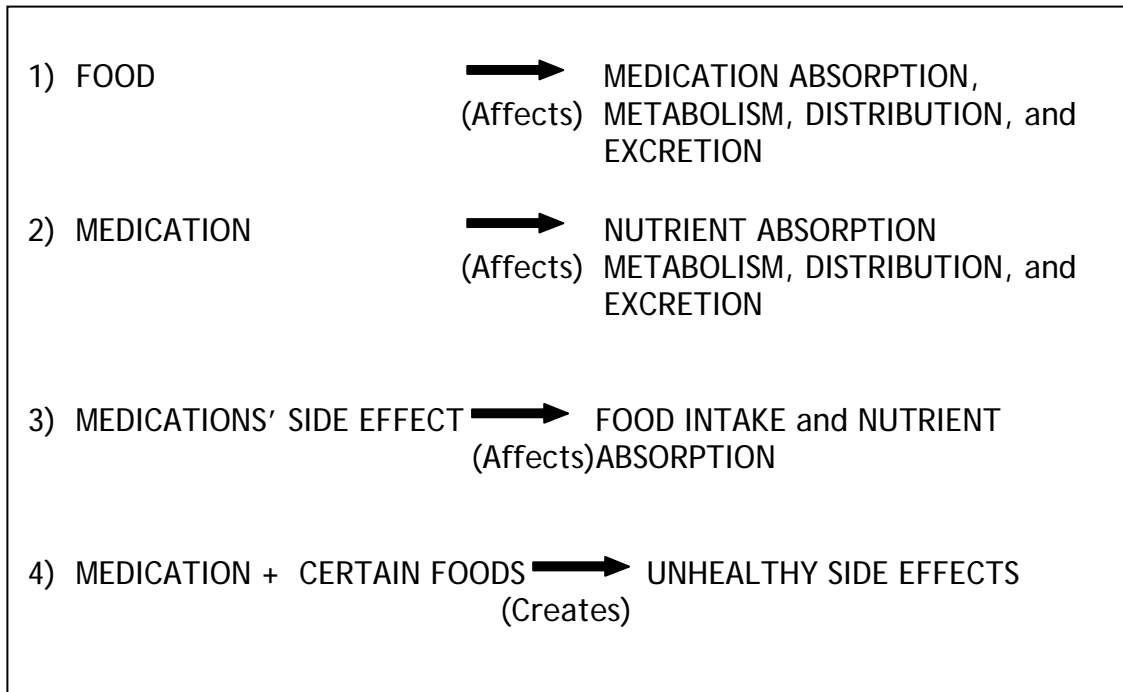 1) FOOD MEDICATION ABSORPTION,
(Affects) METABOLISM, DISTRIBUTION, and
EXCRETION
2) MEDICATION NUTRIENT ABSORPTION
(Affects) METABOLISM, DISTRIBUTION, and
EXCRETION
3) MEDICATIONS’ SIDE EFFECT FOOD INTAKE and NUTRIENT
(Affects)ABSORPTION
4) MEDICATION + CERTAIN FOODS UNHEALTHY SIDE EFFECTS
(Creates)